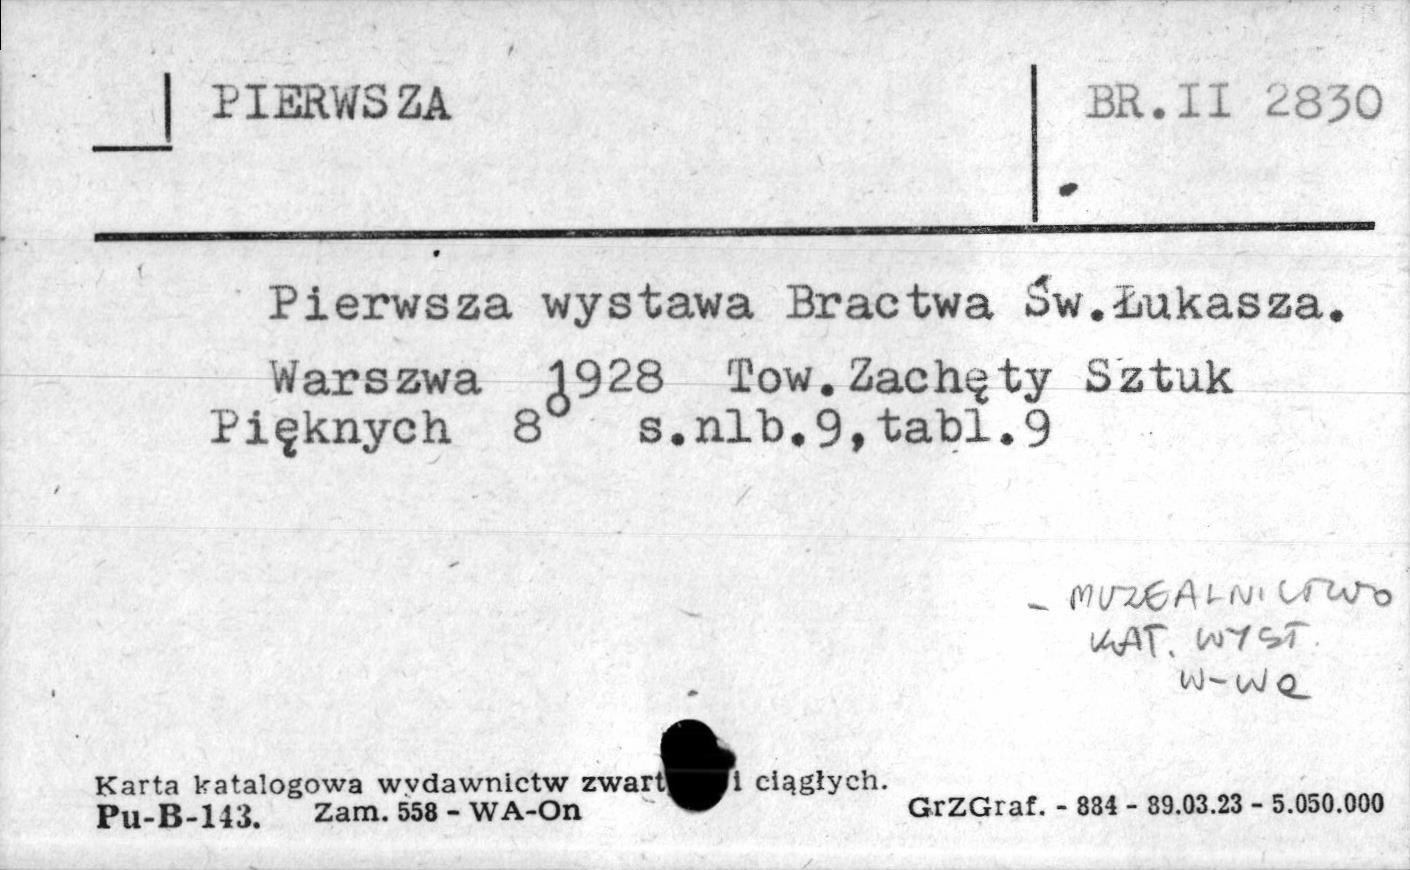 PIERWSZA
BR.II 2830
Pierwsza wystawa Bractwa Św.Łukasza.
Warszwa 1928 Tow.Zachęty Sztuk
Pięknych 8° s.nlb.9,tabl.9
- MUZEALNICTWO
KAT. WYST.
W-WA
Karta katalogowa wydawnictw zwart i ciągłych.
Pu-B-143. Zam. 558 - WA-On
GrZGraf. - 884 - 89.03.23 - 5.050.000